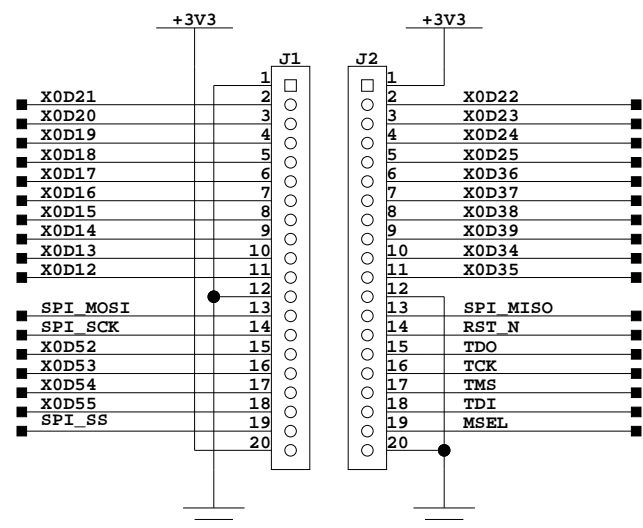 +3V3 +3V3
J1 J2
1 1
X0D21 2 2 X0D22
X0D20 3 3 X0D23
X0D19 4 4 X0D24
X0D18 5 5 X0D25
X0D17 6 6 X0D36
X0D16 7 7 X0D37
X0D15 8 8 X0D38
X0D14 9 9 X0D39
X0D13 10 10 X0D34
X0D12 11 11 X0D35
12 12
SPI_MOSI 13 13 SPI_MISO
SPI_SCK 14 14 RST_N
X0D52 15 15 TDO
X0D53 16 16 TCK
X0D54 17 17 TMS
X0D55 18 18 TDI
SPI_SS 19 19 MSEL
20 20